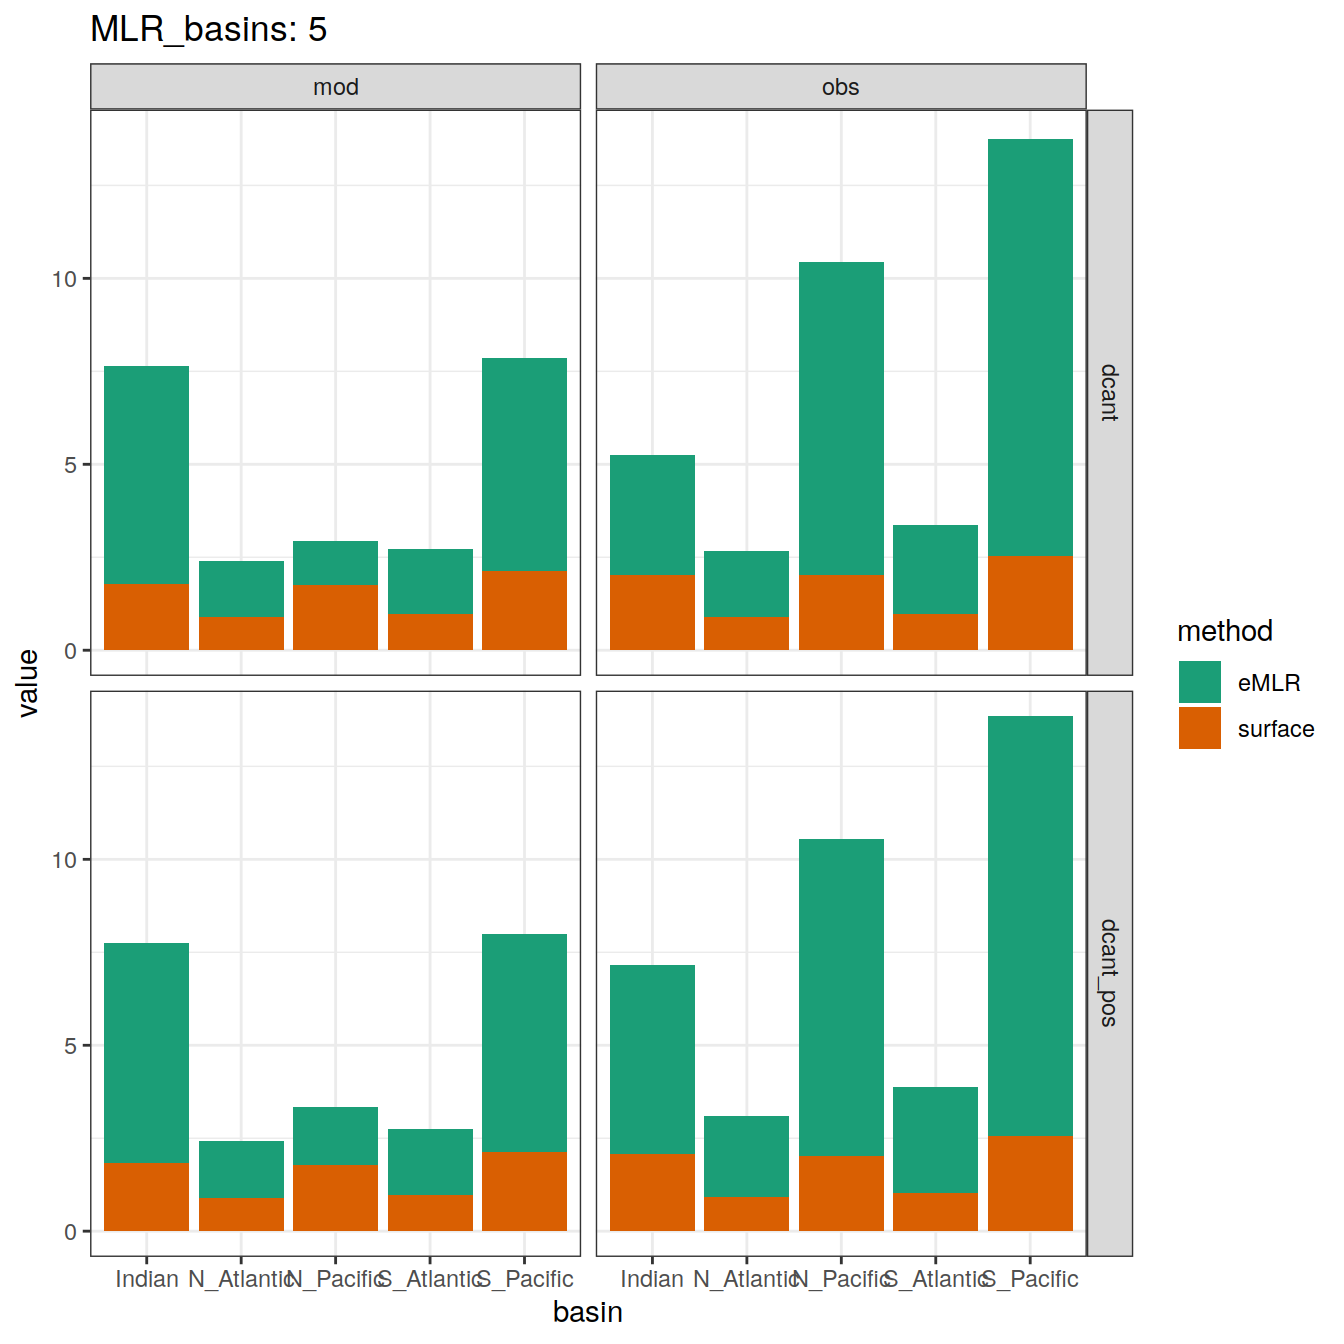 MLR_basins: 5
mod
obs
10
5
0
dcant
10
5
0
dcant_pos
value
Indian N_Atlantic N_Pacific S_Atlantic S_Pacific
Indian N_Atlantic N_Pacific S_Atlantic S_Pacific
basin
method
eMLR
surface